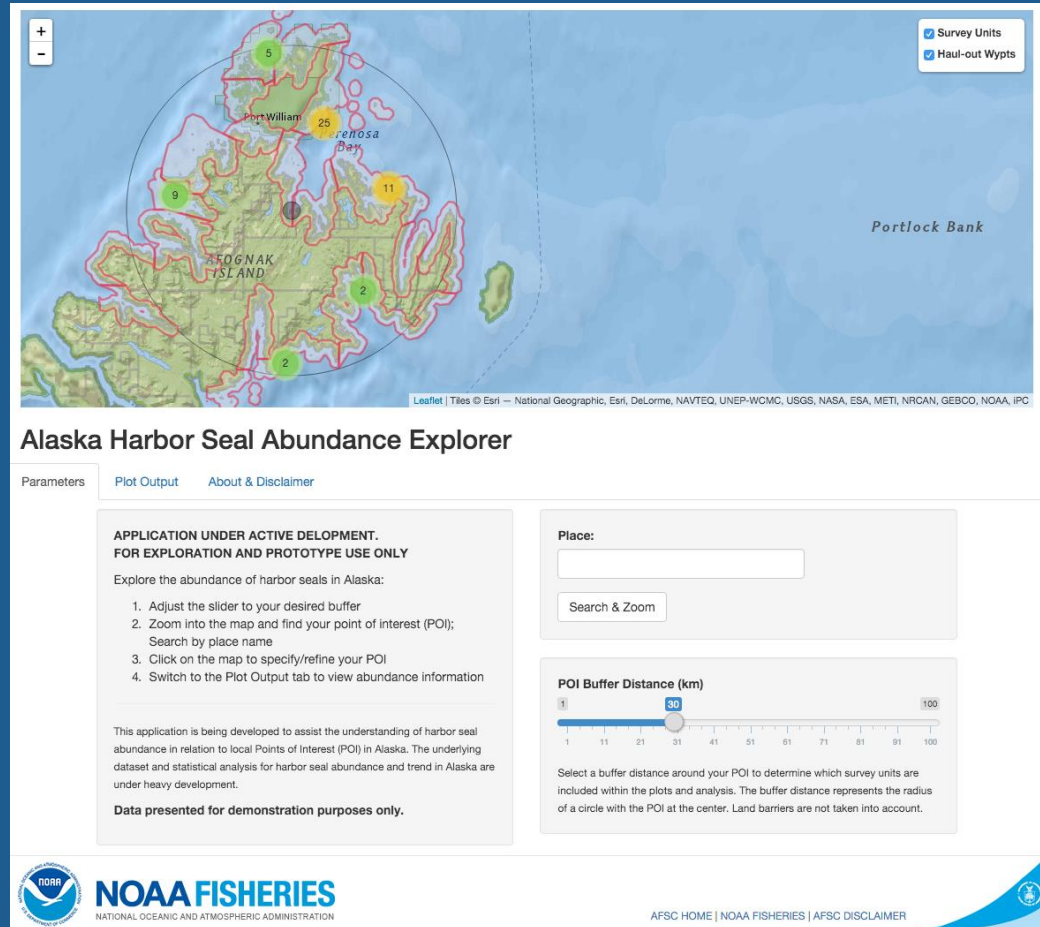 +
-
Survey Units
Haul-out Wypts
5
Port William
25
Perenosa
Bay
9
11
Portlock Bank
AFOGNAK
ISLAND
2
2
Leaflet | Tiles © Esri — National Geographic, Esri, DeLorme, NAVTEQ, UNEP-WCMC, USGS, NASA, ESA, METI, NRCAN, GEBCO, NOAA, iPC
Alaska Harbor Seal Abundance Explorer
Parameters Plot Output About & Disclaimer
APPLICATION UNDER ACTIVE DELOPMENT.
FOR EXPLORATION AND PROTOTYPE USE ONLY
Explore the abundance of harbor seals in Alaska:
1. Adjust the slider to your desired buffer
2. Zoom into the map and find your point of interest (POI);
Search by place name
3. Click on the map to specify/refine your POI
4. Switch to the Plot Output tab to view abundance information
This application is being developed to assist the understanding of harbor seal
abundance in relation to local Points of Interest (POI) in Alaska. The underlying
dataset and statistical analysis for harbor seal abundance and trend in Alaska are
under heavy development.
Data presented for demonstration purposes only.
Place:
Search & Zoom
POI Buffer Distance (km)
1 30 100
1 11 21 31 41 51 61 71 81 91 100
Select a buffer distance around your POI to determine which survey units are
included within the plots and analysis. The buffer distance represents the radius
of a circle with the POI at the center. Land barriers are not taken into account.
NOAA
NOAA FISHERIES
NATIONAL OCEANIC AND ATMOSPHERIC ADMINISTRATION
AFSC HOME | NOAA FISHERIES | AFSC DISCLAIMER